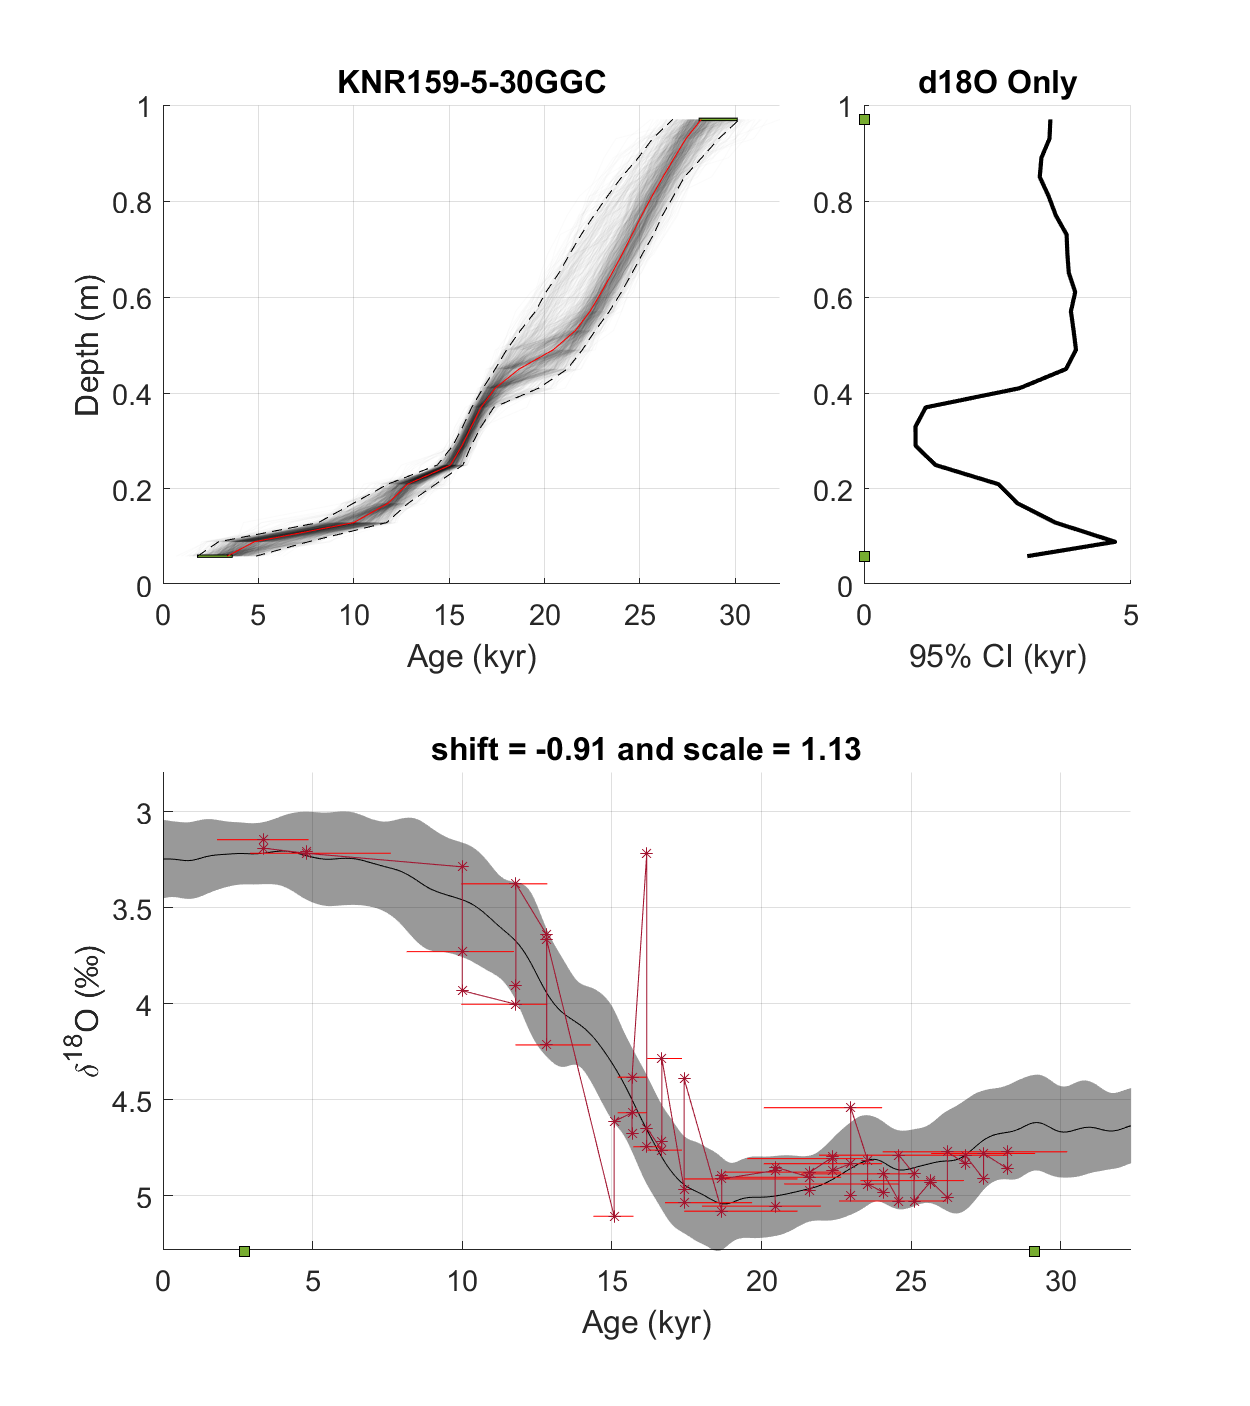 KNR159-5-30GGC
d18O Only
1
0.8
0.6
0.4
0.2
0
Depth (m)
0 5 10 15 20 25 30
Age (kyr)
1
0.8
0.6
0.4
0.2
0
0 5
95% CI (kyr)
shift = -0.91 and scale = 1.13
3
3.5
4
4.5
5
δ¹⁸O (‰)
0 5 10 15 20 25 30
Age (kyr)